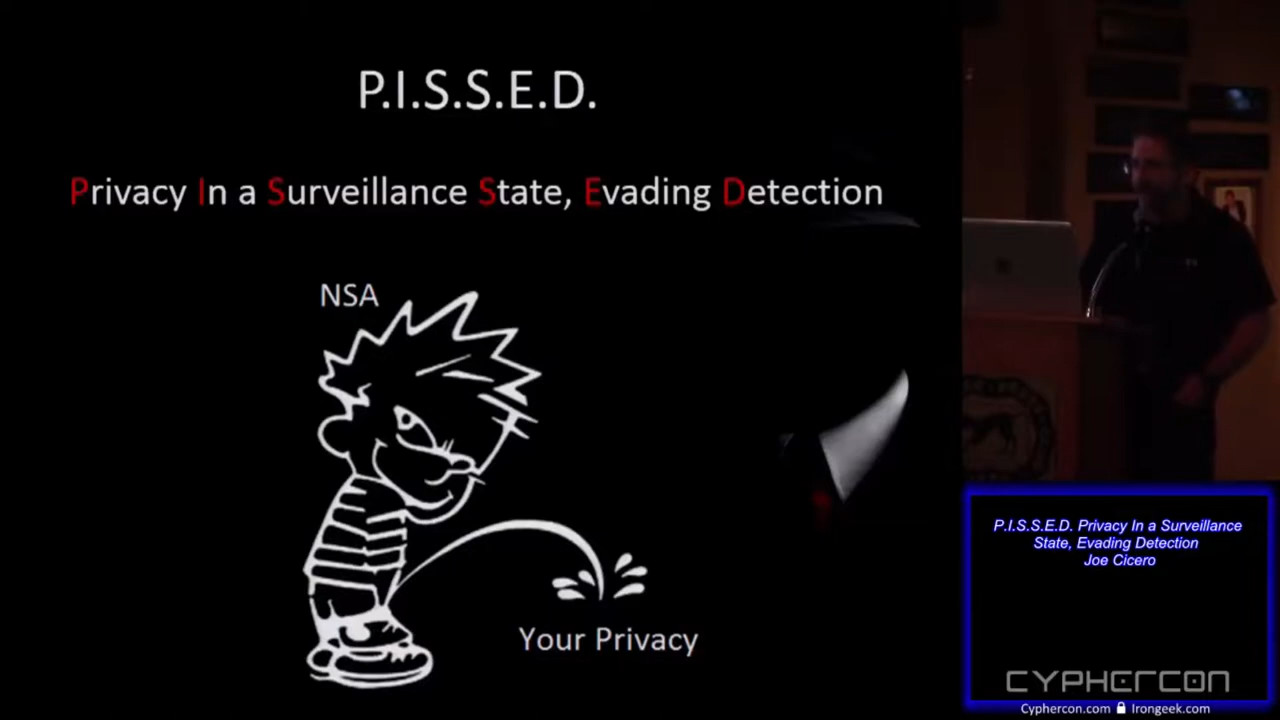 P.I.S.S.E.D.
Privacy In a Surveillance State, Evading Detection
NSA
Your Privacy
P.I.S.S.E.D. Privacy In a Surveillance
State, Evading Detection
Joe Cicero
CYPHERCON
Cyphercon.com Irongeek.com